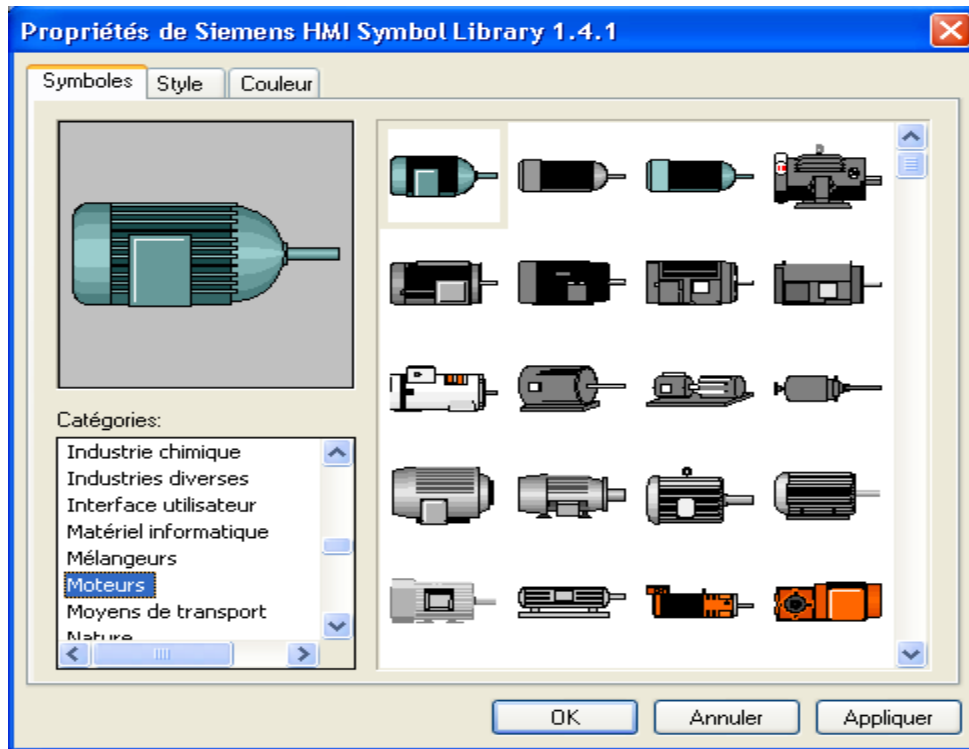 Propriétés de Siemens HMI Symbol Library 1.4.1
Symboles Style Couleur
Catégories:
Industrie chimique
Industries diverses
Interface utilisateur
Matériel informatique
Mélangeurs
Moteurs
Moyens de transport
Nature
OK Annuler Appliquer